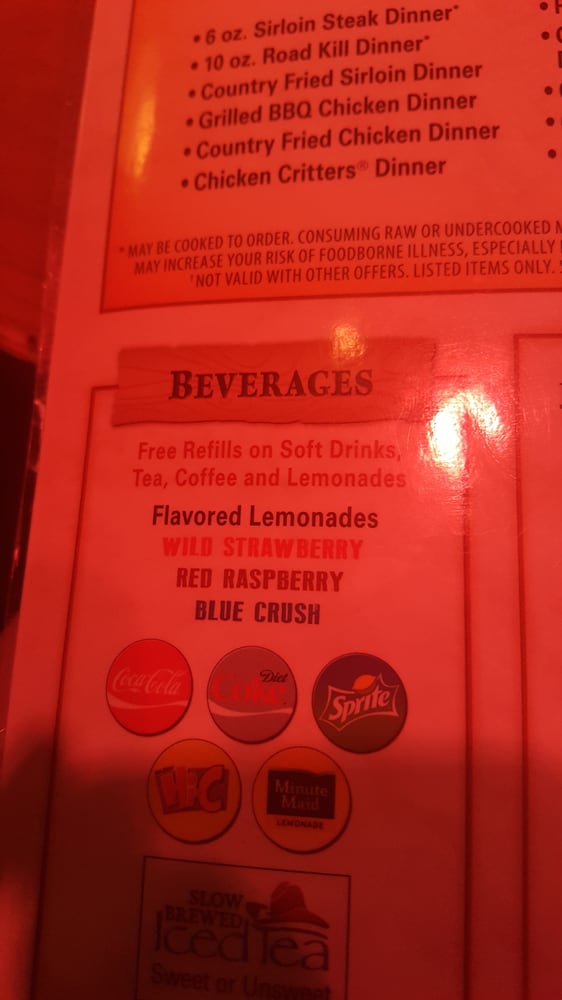 • 6 oz. Sirloin Steak Dinner*
• 10 oz. Road Kill Dinner*
• Country Fried Sirloin Dinner
• Grilled BBQ Chicken Dinner
• Country Fried Chicken Dinner
• Chicken Critters® Dinner
* MAY BE COOKED TO ORDER. CONSUMING RAW OR UNDERCOOKED
MAY INCREASE YOUR RISK OF FOODBORNE ILLNESS, ESPECIALLY
†NOT VALID WITH OTHER OFFERS. LISTED ITEMS ONLY.
BEVERAGES
Free Refills on Soft Drinks,
Tea, Coffee and Lemonades
Flavored Lemonades
WILD STRAWBERRY
RED RASPBERRY
BLUE CRUSH
Coca-Cola
Diet
Coke
Sprite
Hi-C
Minute
Maid
LEMONADE
SLOW
BREWED
Iced Tea
Sweet or Unsweet